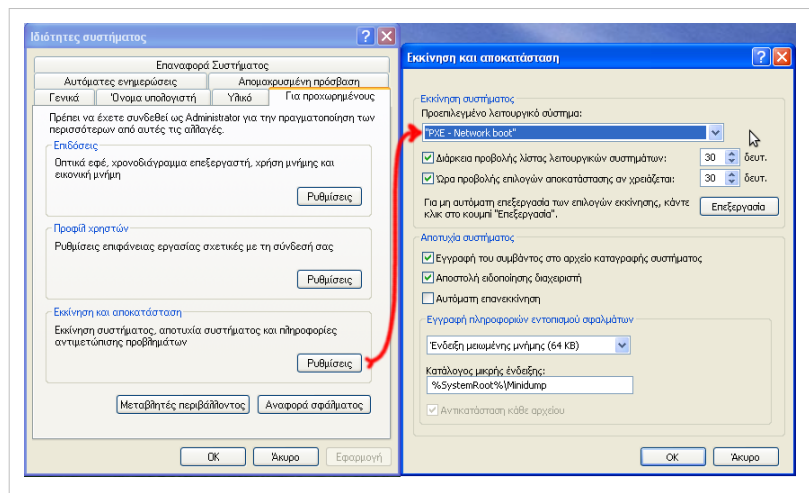 Ιδιότητες συστήματος
Επαναφορά Συστήματος
Αυτόματες ενημερώσεις
Απομακρυσμένη πρόσβαση
Γενικά
Όνομα υπολογιστή
Υλικό
Για προχωρημένους
Πρέπει να έχετε συνδεθεί ως Administrator για την πραγματοποίηση των
περισσότερων από αυτές τις αλλαγές.
Επιδόσεις
Οπτικά εφέ, χρονοδιάγραμμα επεξεργαστή, χρήση μνήμης και
εικονική μνήμη
Ρυθμίσεις
Προφίλ χρηστών
Ρυθμίσεις επιφάνειας εργασίας σχετικές με τη σύνδεσή σας
Ρυθμίσεις
Εκκίνηση και αποκατάσταση
Εκκίνηση συστήματος, αποτυχία συστήματος και πληροφορίες
αντιμετώπισης προβλημάτων
Ρυθμίσεις
Μεταβλητές περιβάλλοντος
Αναφορά σφάλματος
OK
Άκυρο
Εφαρμογή
Εκκίνηση και αποκατάσταση
Εκκίνηση συστήματος
Προεπιλεγμένο λειτουργικό σύστημα:
"PXE - Network boot"
Διάρκεια προβολής λίστας λειτουργικών συστημάτων: 30 δευτ.
Ώρα προβολής επιλογών αποκατάστασης αν χρειάζεται: 30 δευτ.
Για μη αυτόματη επεξεργασία των επιλογών εκκίνησης, κάντε
κλικ στο κουμπί "Επεξεργασία".
Επεξεργασία
Αποτυχία συστήματος
Εγγραφή του συμβάντος στο αρχείο καταγραφής συστήματος
Αποστολή ειδοποίησης διαχειριστή
Αυτόματη επανεκκίνηση
Εγγραφή πληροφοριών εντοπισμού σφαλμάτων
Ένδειξη μειωμένης μνήμης (64 KB)
Κατάλογος μικρής ένδειξης:
%SystemRoot%\Minidump
Αντικατάσταση κάθε αρχείου
OK
Άκυρο